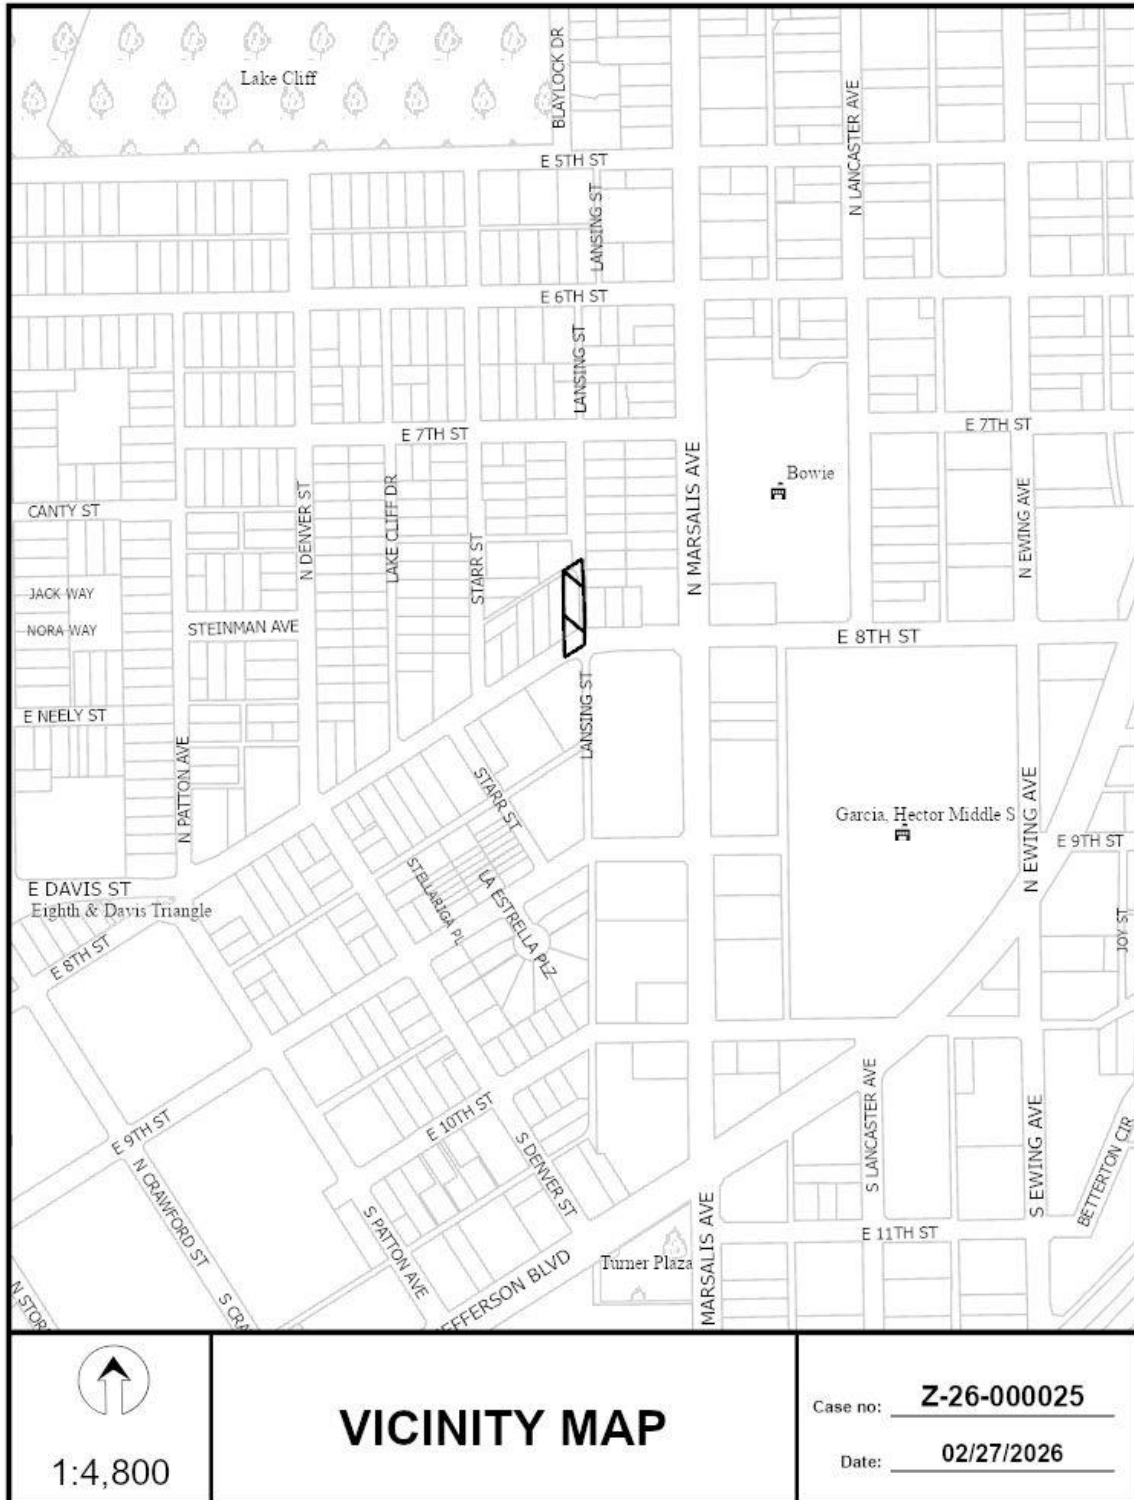 Lake Cliff
BLAYLOCK DR
N LANCASTER AVE
E 5TH ST
LANSING ST
E 6TH ST
LANSING ST
E 7TH ST
E 7TH ST
N MARSALIS AVE
Bowie
CANTY ST
N DENVER ST
LAKE CLIFF DR
STARR ST
N EWING AVE
JACK WAY
NORA WAY
STEINMAN AVE
E 8TH ST
E NEELY ST
LANSING ST
N PATTON AVE
STARR ST
N EWING AVE
Garcia, Hector Middle S
E 9TH ST
STELLARIGA PL
LA ESTRELLA PLZ
E DAVIS ST
Eighth & Davis Triangle
E 8TH ST
JOY ST
E 9TH ST
E 10TH ST
S DENVER ST
S LANCASTER AVE
S EWING AVE
BETTERTON CIR
N CRAWFORD ST
S PATTON AVE
MARSALIS AVE
E 11TH ST
Turner Plaza
EFFERSON BLVD
N STOR
S CRA
1:4,800
VICINITY MAP
Case no: Z-26-000025
Date: 02/27/2026